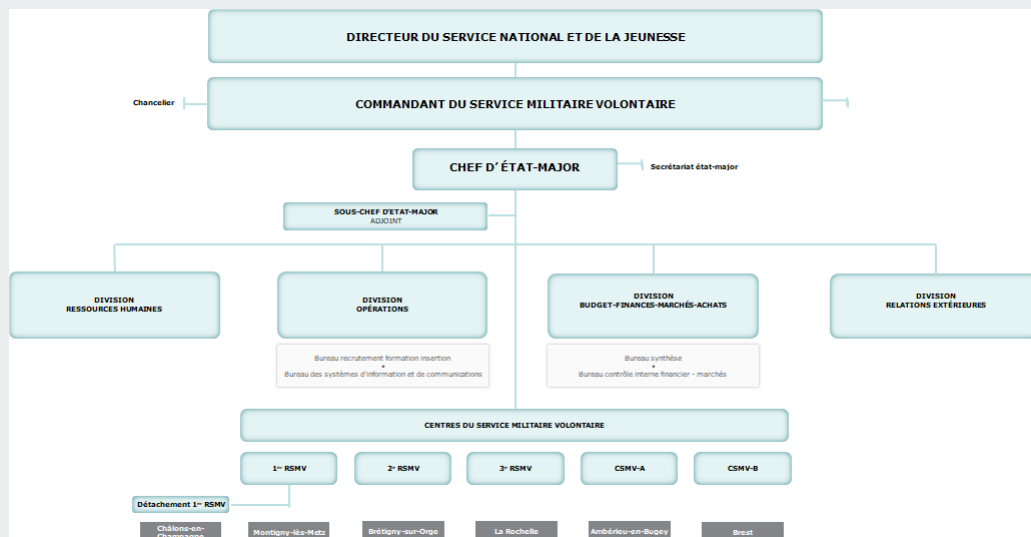 DIRECTEUR DU SERVICE NATIONAL ET DE LA JEUNESSE
Chancelier
COMMANDANT DU SERVICE MILITAIRE VOLONTAIRE
CHEF D'ÉTAT-MAJOR
Secrétariat état-major
SOUS-CHEF D'ETAT-MAJOR
ADJOINT
DIVISION
RESSOURCES HUMAINES
DIVISION
OPÉRATIONS
DIVISION
BUDGET-FINANCES-MARCHÉS-ACHATS
DIVISION
RELATIONS EXTÉRIEURES
Bureau recrutement formation insertion
•
Bureau des systèmes d'information et de communications
Bureau synthèse
•
Bureau contrôle interne financier - marchés
CENTRES DU SERVICE MILITAIRE VOLONTAIRE
1er RSMV
2e RSMV
3e RSMV
CSMV-A
CSMV-B
Détachement 1er RSMV
Châlons-en-
Champagne
Montigny-lès-Metz
Brétigny-sur-Orge
La Rochelle
Ambérieu-en-Bugey
Brest